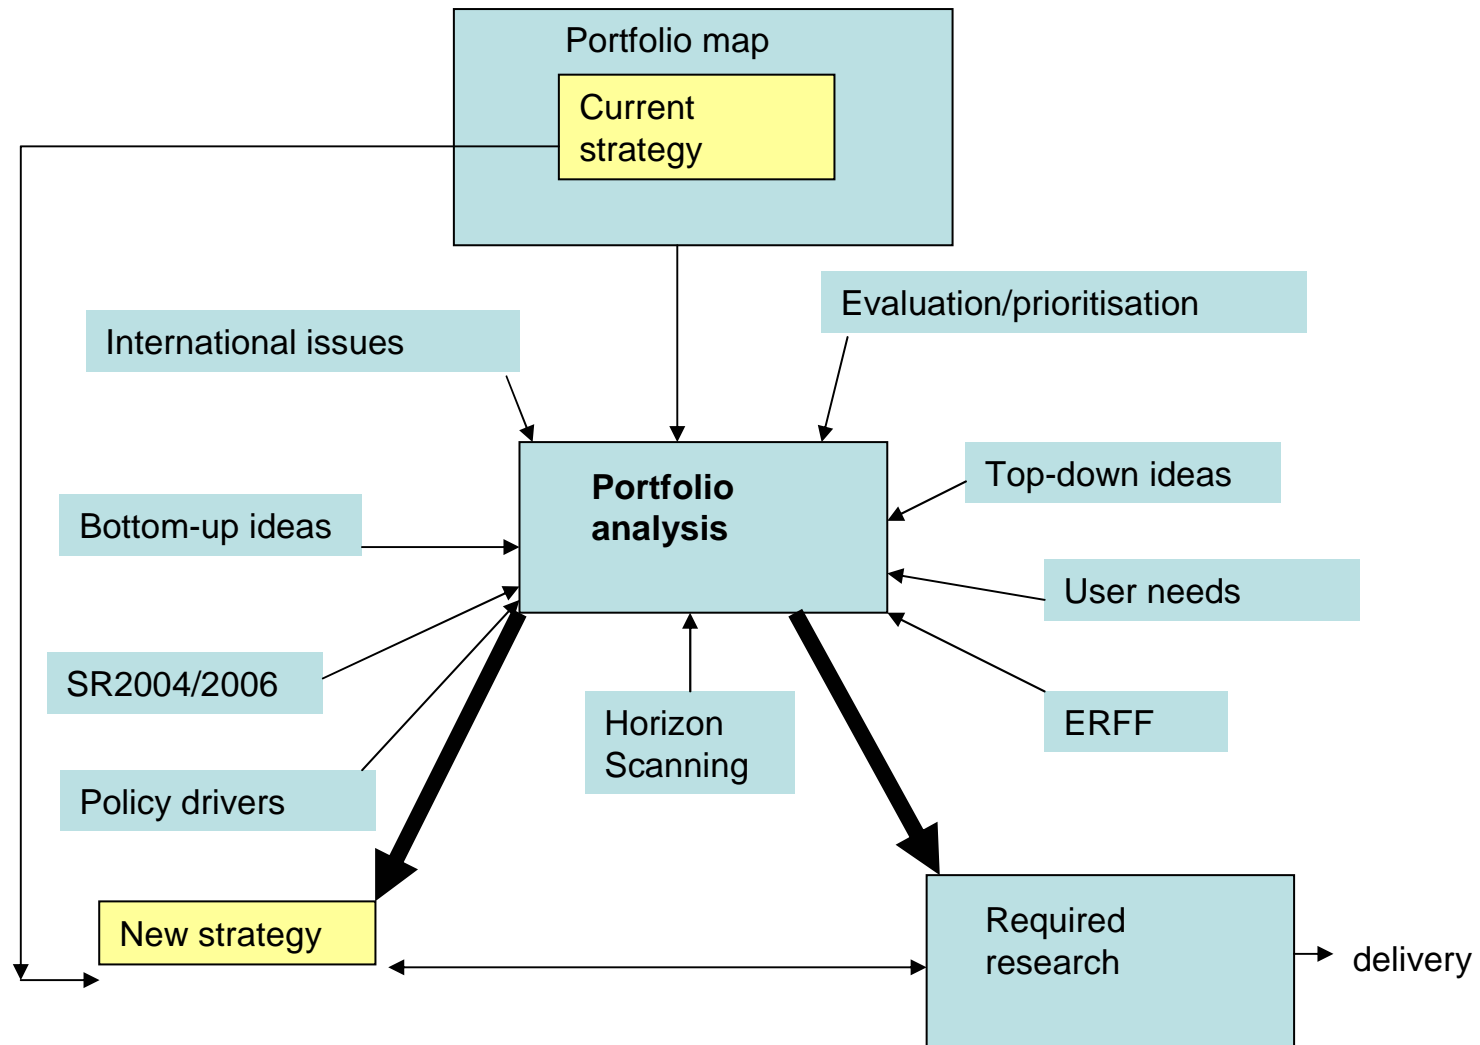 Portfolio map
Current
strategy
Evaluation/prioritisation
International issues
Top-down ideas
Portfolio
analysis
Bottom-up ideas
User needs
SR2004/2006
Horizon
Scanning
ERFF
Policy drivers
New strategy
Required
research
delivery